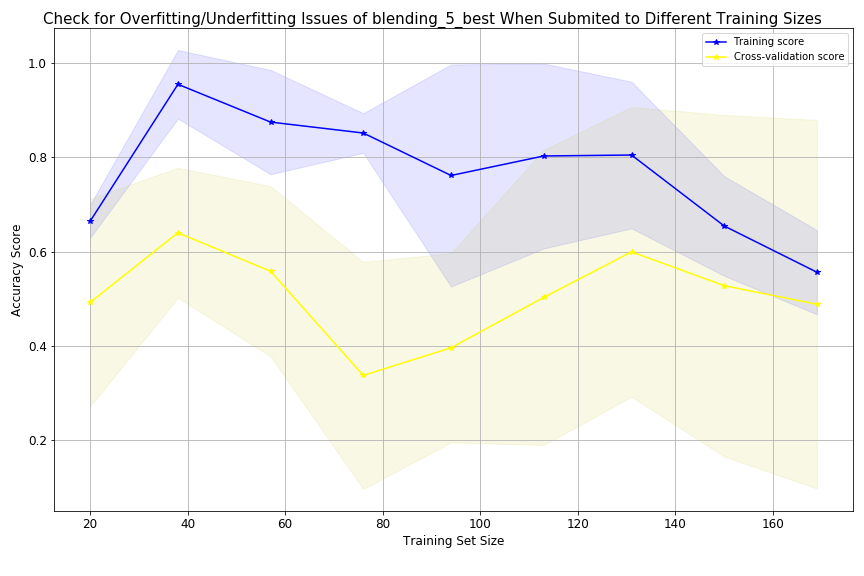 Check for Overfitting/Underfitting Issues of blending_5_best When Submited to Different Training Sizes
Training score
Cross-validation score
1.0
0.8
0.6
0.4
0.2
Accuracy Score
20 40 60 80 100 120 140 160
Training Set Size